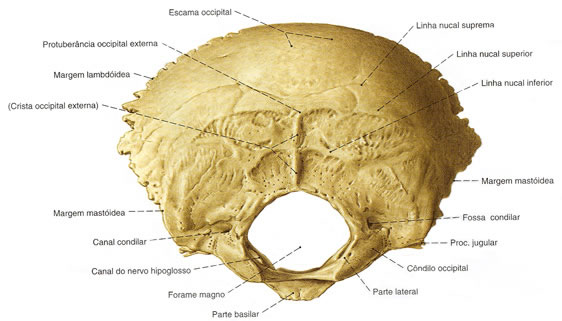 Escama occipital
Linha nucal suprema
Protuberância occipital externa
Linha nucal superior
Margem lambdóidea
Linha nucal inferior
(Crista occipital externa)
Margem mastóidea
Margem mastóidea
Fossa condilar
Canal condilar
Proc. jugular
Canal do nervo hipoglosso
Côndilo occipital
Forame magno
Parte lateral
Parte basilar